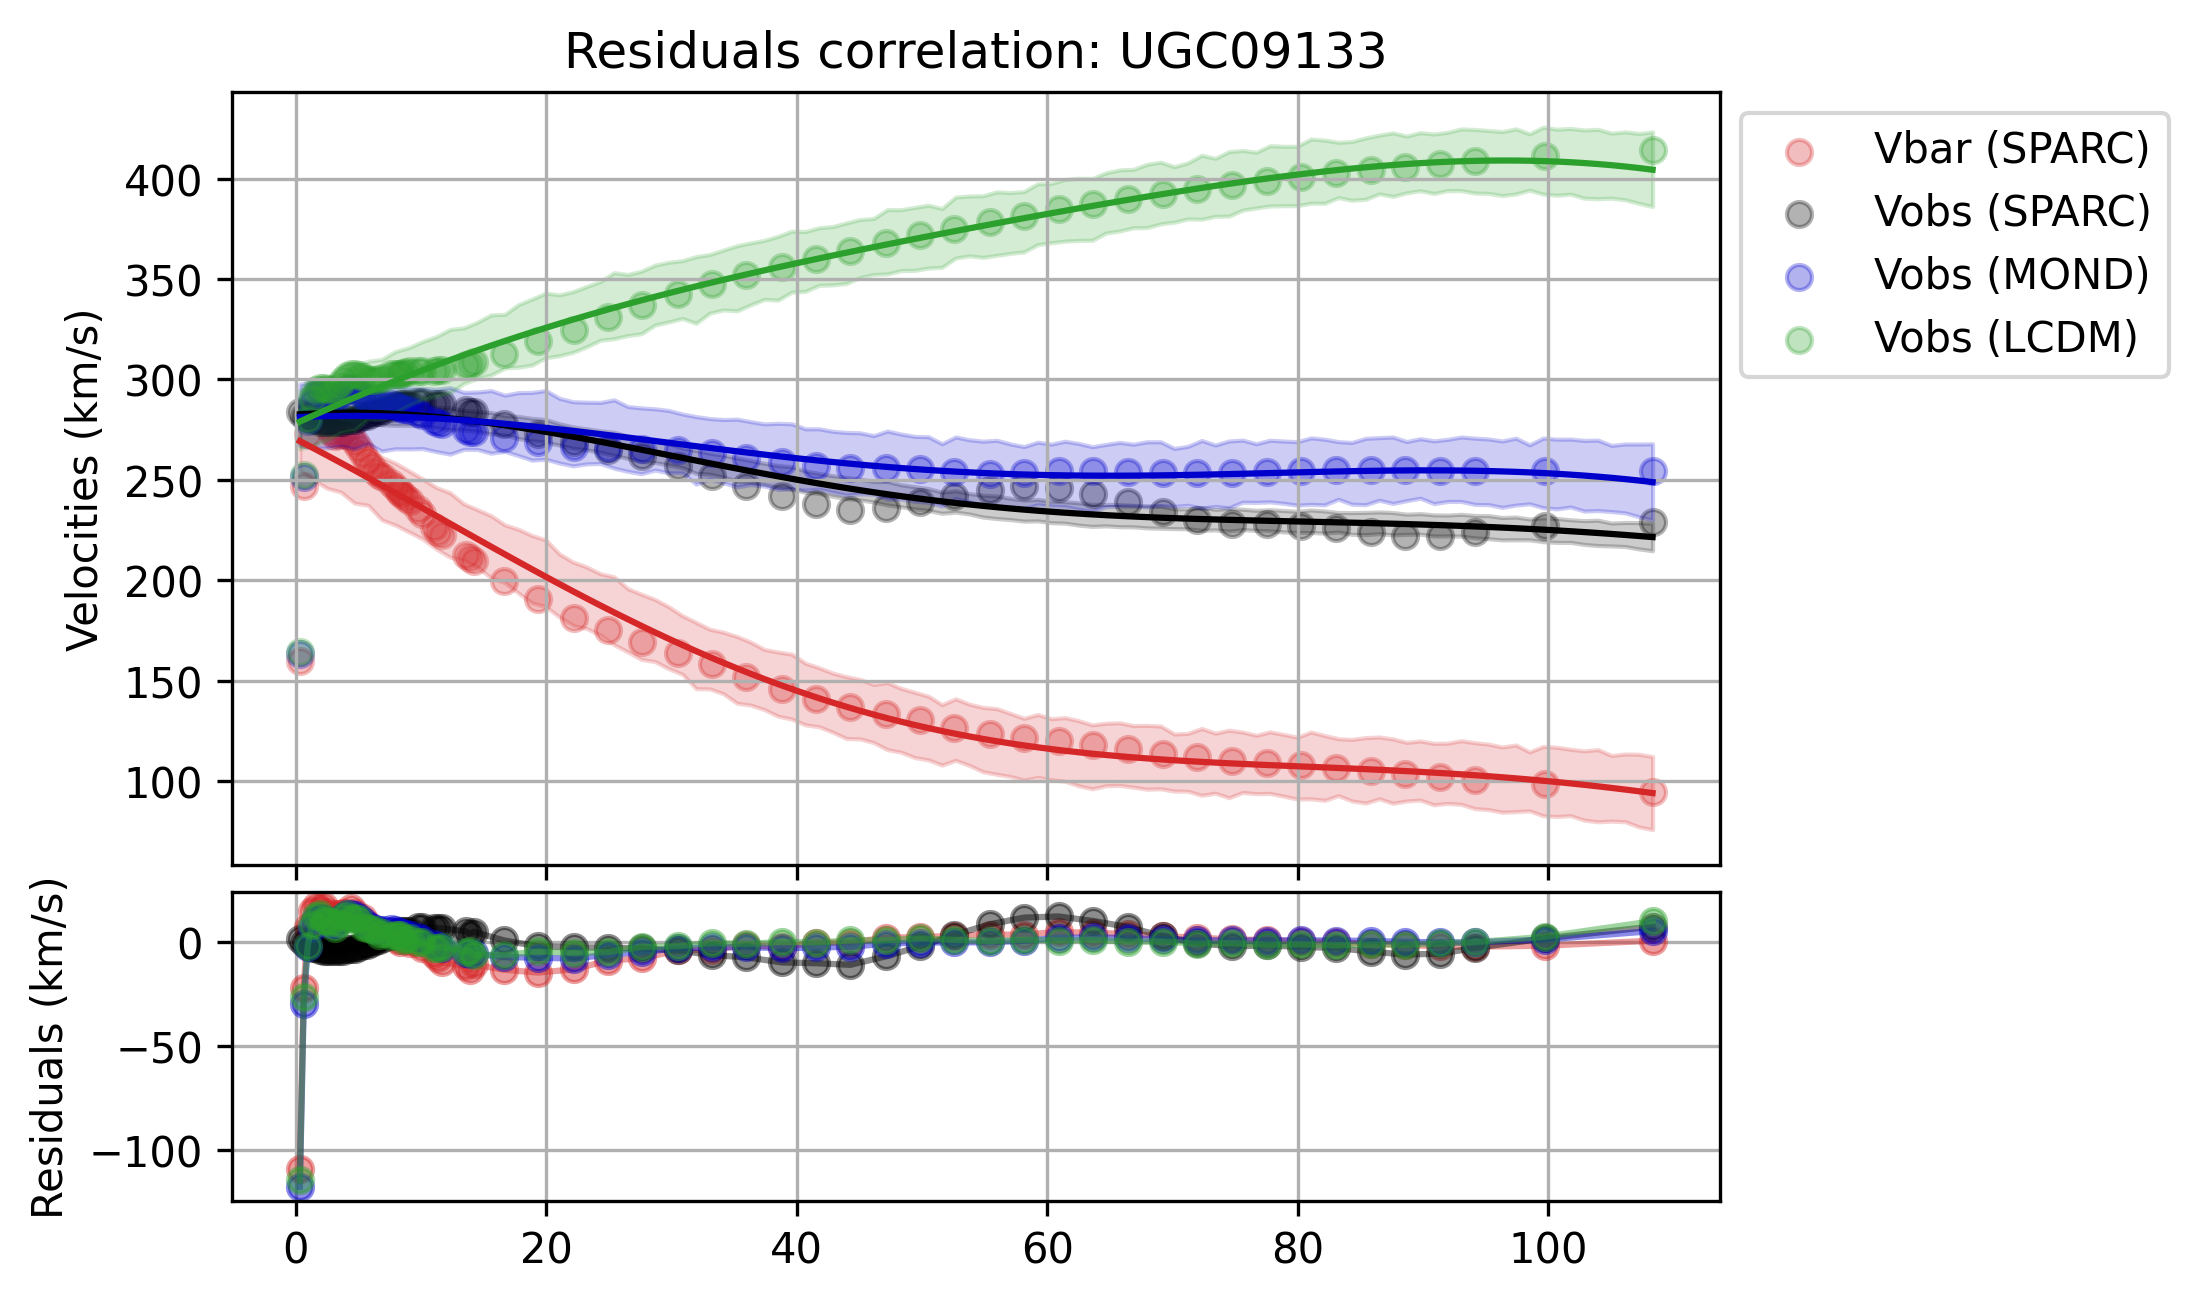 Residuals correlation: UGC09133
Velocities (km/s)
400
350
300
250
200
150
100
Vbar (SPARC)
Vobs (SPARC)
Vobs (MOND)
Vobs (LCDM)
Residuals (km/s)
0
−50
−100
0 20 40 60 80 100